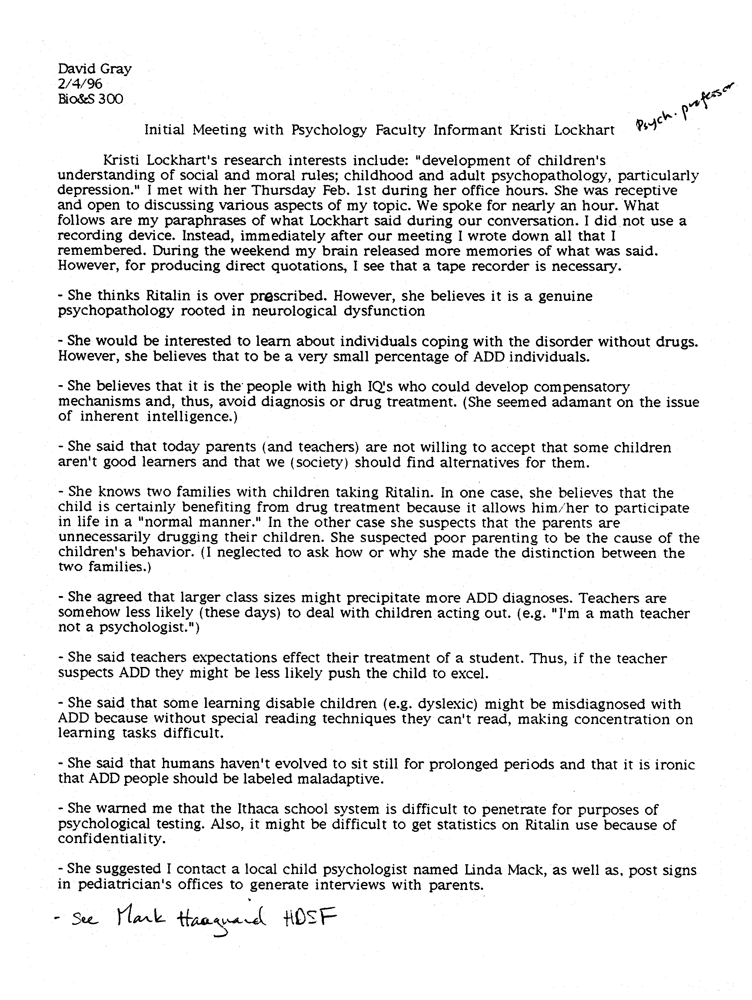 David Gray
2/4/96
Bio&S 300
Psych. professor
Initial Meeting with Psychology Faculty Informant Kristi Lockhart
Kristi Lockhart's research interests include: "development of children's
understanding of social and moral rules; childhood and adult psychopathology, particularly
depression." I met with her Thursday Feb. 1st during her office hours. She was receptive
and open to discussing various aspects of my topic. We spoke for nearly an hour. What
follows are my paraphrases of what Lockhart said during our conversation. I did not use a
recording device. Instead, immediately after our meeting I wrote down all that I
remembered. During the weekend my brain released more memories of what was said.
However, for producing direct quotations, I see that a tape recorder is necessary.
- She thinks Ritalin is over prescribed. However, she believes it is a genuine
psychopathology rooted in neurological dysfunction
- She would be interested to learn about individuals coping with the disorder without drugs.
However, she believes that to be a very small percentage of ADD individuals.
- She believes that it is the people with high IQ's who could develop compensatory
mechanisms and, thus, avoid diagnosis or drug treatment. (She seemed adamant on the issue
of inherent intelligence.)
- She said that today parents (and teachers) are not willing to accept that some children
aren't good learners and that we (society) should find alternatives for them.
- She knows two families with children taking Ritalin. In one case, she believes that the
child is certainly benefiting from drug treatment because it allows him/her to participate
in life in a "normal manner." In the other case she suspects that the parents are
unnecessarily drugging their children. She suspected poor parenting to be the cause of the
children's behavior. (I neglected to ask how or why she made the distinction between the
two families.)
- She agreed that larger class sizes might precipitate more ADD diagnoses. Teachers are
somehow less likely (these days) to deal with children acting out. (e.g. "I'm a math teacher
not a psychologist.")
- She said teachers expectations effect their treatment of a student. Thus, if the teacher
suspects ADD they might be less likely push the child to excel.
- She said that some learning disable children (e.g. dyslexic) might be misdiagnosed with
ADD because without special reading techniques they can't read, making concentration on
learning tasks difficult.
- She said that humans haven't evolved to sit still for prolonged periods and that it is ironic
that ADD people should be labeled maladaptive.
- She warned me that the Ithaca school system is difficult to penetrate for purposes of
psychological testing. Also, it might be difficult to get statistics on Ritalin use because of
confidentiality.
- She suggested I contact a local child psychologist named Linda Mack, as well as, post signs
in pediatrician's offices to generate interviews with parents.
- See Mark